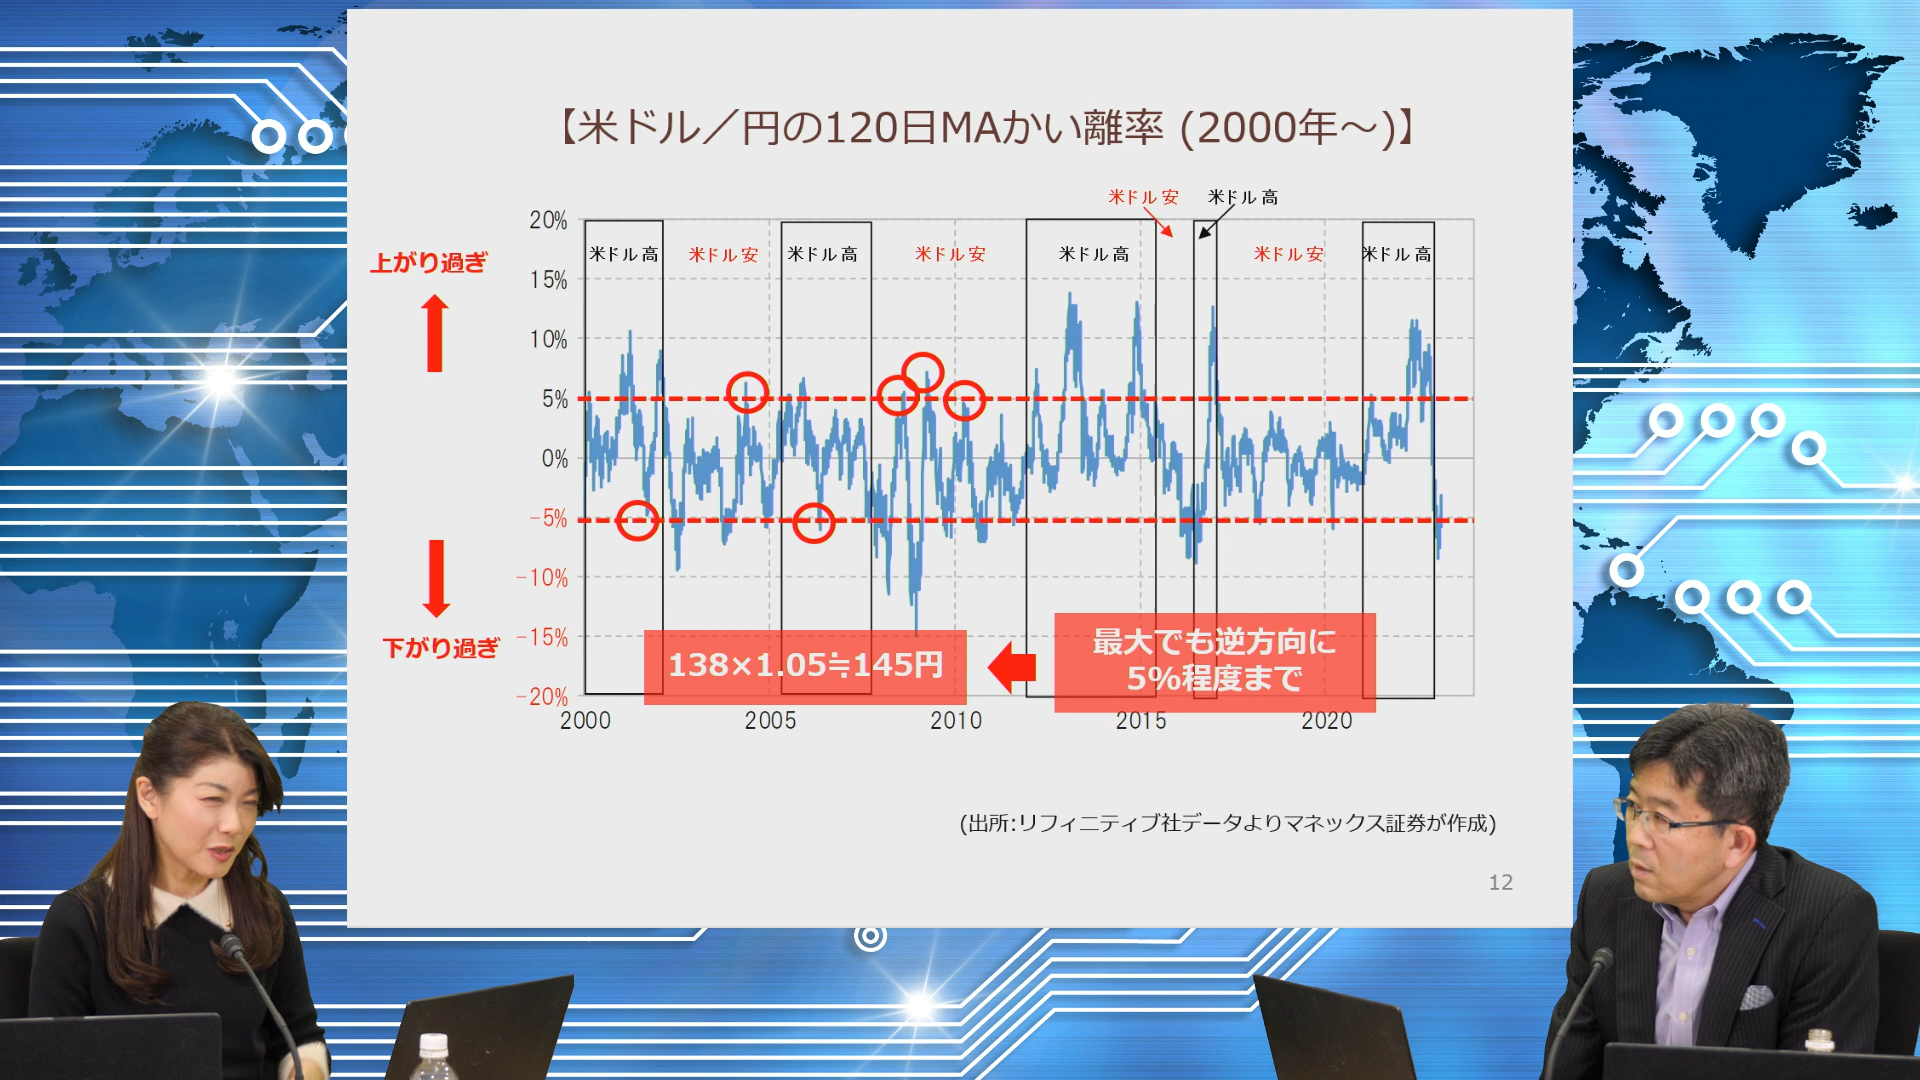 【米ドル／円の120日MAかい離率 (2000年～)】
米ドル安
米ドル高
20%
米ドル高
米ドル安
米ドル高
米ドル安
米ドル高
米ドル安
米ドル高
上がり過ぎ
15%
10%
5%
0%
-5%
-10%
下がり過ぎ
-15%
-20%
138×1.05≒145円
最大でも逆方向に
5%程度まで
2000
2005
2010
2015
2020
(出所:リフィニティブ社データよりマネックス証券が作成)
12